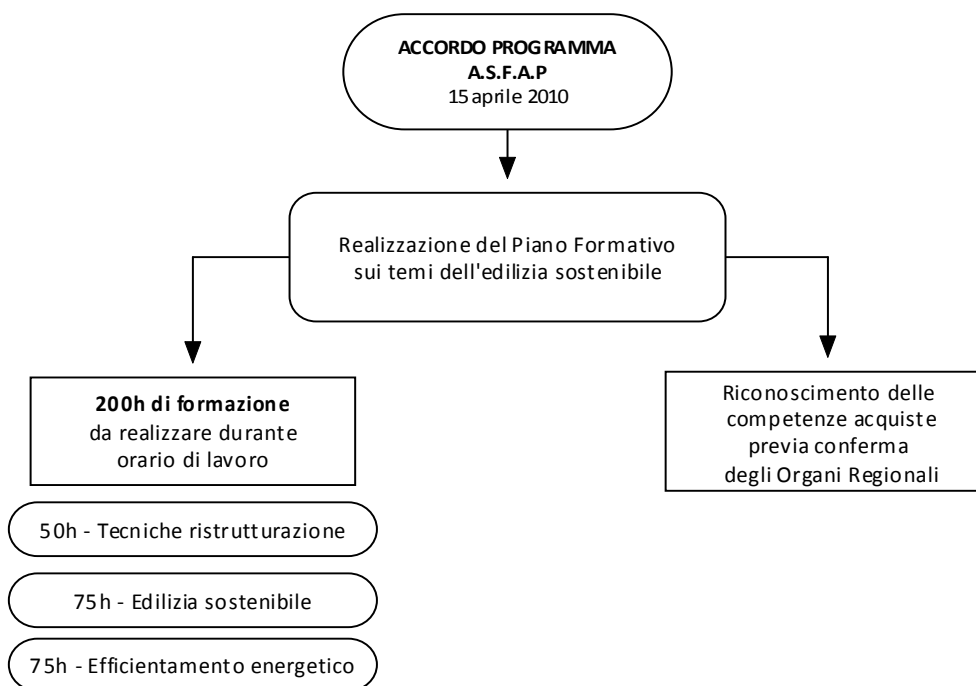 ACCORDO PROGRAMMA
A.S.F.A.P
15 aprile 2010
Realizzazione del Piano Formativo
sui temi dell'edilizia sostenibile
200h di formazione
da realizzare durante
orario di lavoro
Riconoscimento delle
competenze acquiste
previa conferma
degli Organi Regionali
50h - Tecniche ristrutturazione
75h - Edilizia sostenibile
75h - Efficientamento energetico